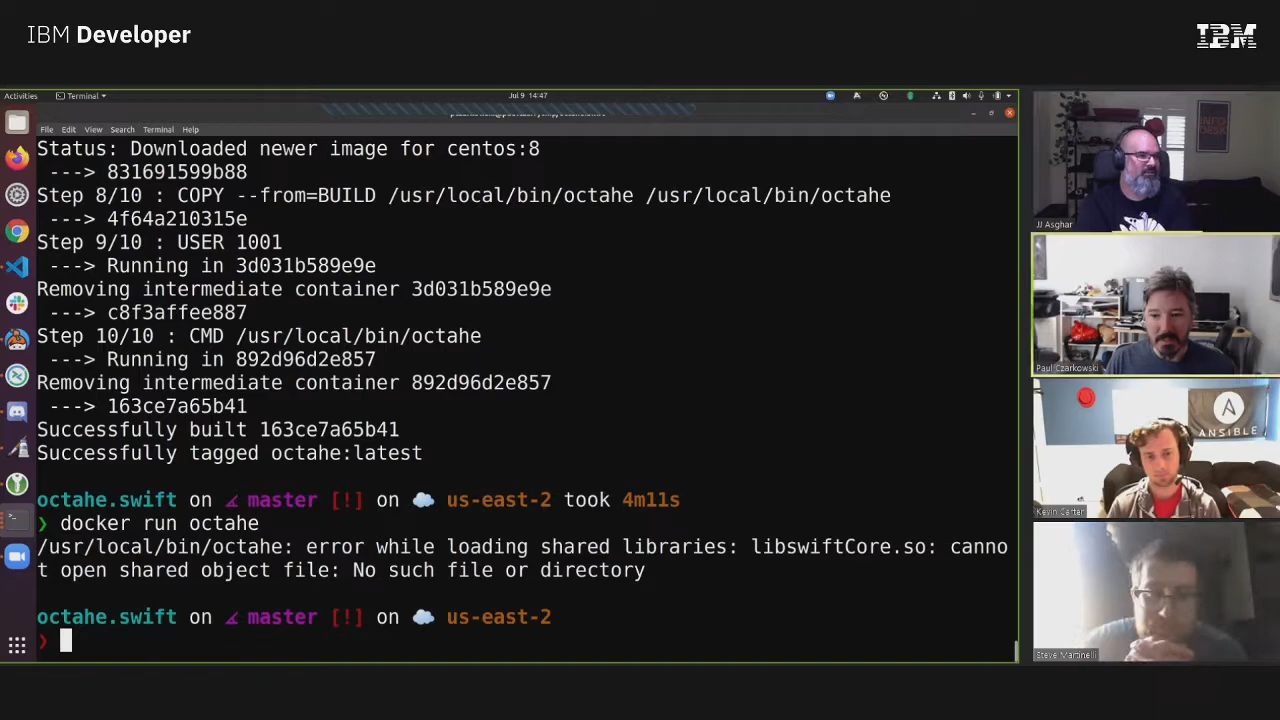 IBM Developer
IBM
Activities
Terminal
Jul 9 14:47
File Edit View Search Terminal Help
Status: Downloaded newer image for centos:8
---> 831691599b88
Step 8/10 : COPY --from=BUILD /usr/local/bin/octahe /usr/local/bin/octahe
---> 4f64a210315e
Step 9/10 : USER 1001
---> Running in 3d031b589e9e
Removing intermediate container 3d031b589e9e
---> c8f3affee887
Step 10/10 : CMD /usr/local/bin/octahe
---> Running in 892d96d2e857
Removing intermediate container 892d96d2e857
---> 163ce7a65b41
Successfully built 163ce7a65b41
Successfully tagged octahe:latest
octahe.swift on master [!] on us-east-2 took 4m11s
❯ docker run octahe
/usr/local/bin/octahe: error while loading shared libraries: libswiftCore.so: canno
t open shared object file: No such file or directory
octahe.swift on master [!] on us-east-2
❯
JJ Asghar
Paul Czarkowski
ANSIBLE
Kevin Carter
Steve Martinelli